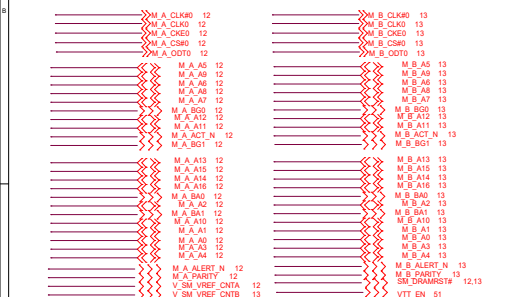 B
M_A_CLK#0 12
M_A_CLK0 12
M_A_CKE0 12
M_A_CS#0 12
M_A_ODT0 12
M_A_A5 12
M_A_A9 12
M_A_A6 12
M_A_A8 12
M_A_A7 12
M_A_BG0 12
M_A_A12 12
M_A_A11 12
M_A_ACT_N 12
M_A_BG1 12
M_A_A13 12
M_A_A15 12
M_A_A14 12
M_A_A16 12
M_A_BA0 12
M_A_A2 12
M_A_BA1 12
M_A_A10 12
M_A_A1 12
M_A_A0 12
M_A_A3 12
M_A_A4 12
M_A_ALERT_N 12
M_A_PARITY 12
V_SM_VREF_CNTA 12
V_SM_VREF_CNTB 13
M_B_CLK#0 13
M_B_CLK0 13
M_B_CKE0 13
M_B_CS#0 13
M_B_ODT0 13
M_B_A5 13
M_B_A9 13
M_B_A6 13
M_B_A8 13
M_B_A7 13
M_B_BG0 13
M_B_A12 13
M_B_A11 13
M_B_ACT_N 13
M_B_BG1 13
M_B_A13 13
M_B_A15 13
M_B_A14 13
M_B_A16 13
M_B_BA0 13
M_B_A2 13
M_B_BA1 13
M_B_A10 13
M_B_A1 13
M_B_A0 13
M_B_A3 13
M_B_A4 13
M_B_ALERT_N 13
M_B_PARITY 13
SM_DRAMRST# 12,13
VTT_EN 51